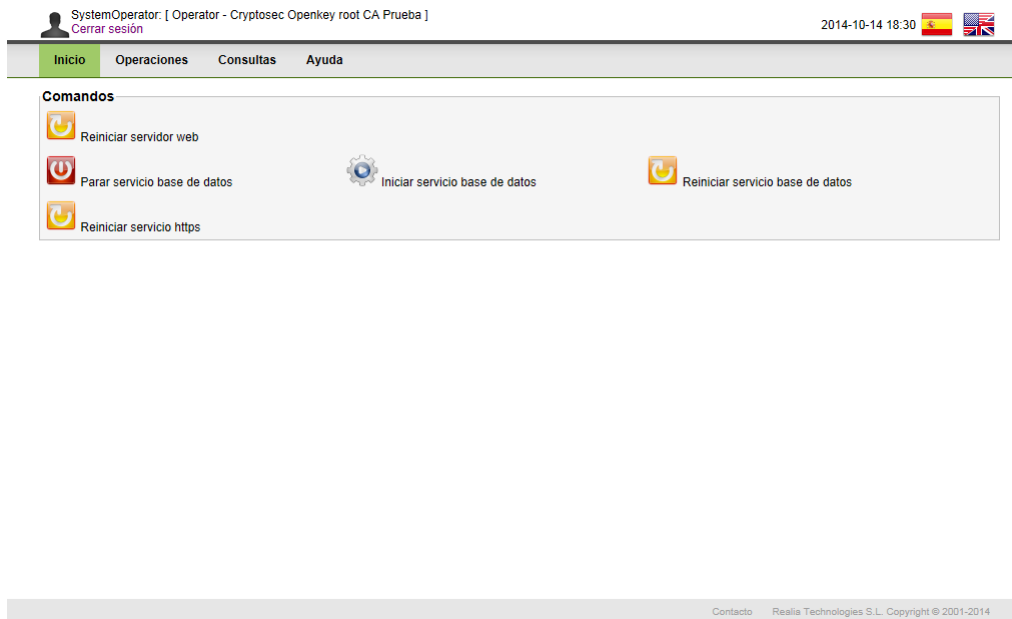 SystemOperator: [ Operator - Cryptosec Openkey root CA Prueba ]
Cerrar sesión
2014-10-14 18:30
Inicio Operaciones Consultas Ayuda
Comandos
Reiniciar servidor web
Parar servicio base de datos Iniciar servicio base de datos Reiniciar servicio base de datos
Reiniciar servicio https
Contacto Realia Technologies S.L. Copyright © 2001-2014